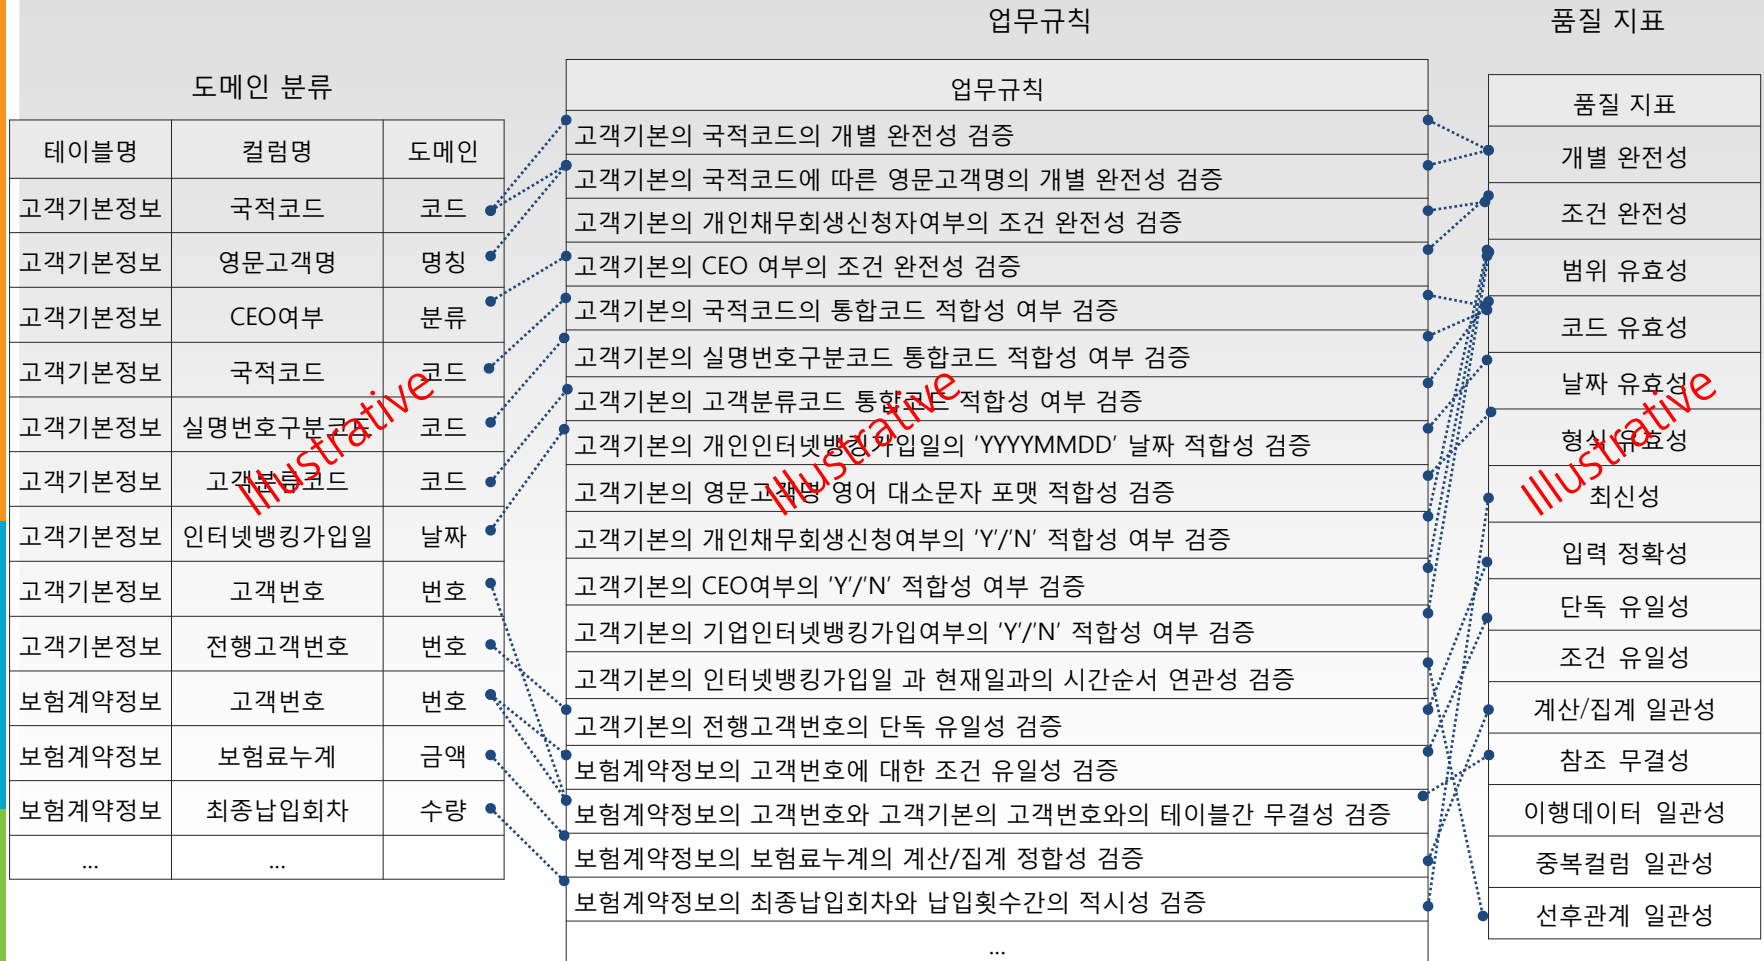 업무규칙
품질 지표
도메인 분류
테이블명 컬럼명 도메인
고객기본정보 국적코드 코드
고객기본정보 영문고객명 명칭
고객기본정보 CEO여부 분류
고객기본정보 국적코드 코드
고객기본정보 실명번호구분코드 코드
고객기본정보 고객분류코드 코드
고객기본정보 인터넷뱅킹가입일 날짜
고객기본정보 고객번호 번호
고객기본정보 전행고객번호 번호
보험계약정보 고객번호 번호
보험계약정보 보험료누계 금액
보험계약정보 최종납입회차 수량
... ...
Illustrative
업무규칙
고객기본의 국적코드의 개별 완전성 검증
고객기본의 국적코드에 따른 영문고객명의 개별 완전성 검증
고객기본의 개인채무회생신청자여부의 조건 완전성 검증
고객기본의 CEO 여부의 조건 완전성 검증
고객기본의 국적코드의 통합코드 적합성 여부 검증
고객기본의 실명번호구분코드 통합코드 적합성 여부 검증
고객기본의 고객분류코드 통합코드 적합성 여부 검증
고객기본의 개인인터넷뱅킹가입일의 'YYYYMMDD' 날짜 적합성 검증
고객기본의 영문고객명 영어 대소문자 포맷 적합성 검증
고객기본의 개인채무회생신청여부의 'Y'/'N' 적합성 여부 검증
고객기본의 CEO여부의 'Y'/'N' 적합성 여부 검증
고객기본의 기업인터넷뱅킹가입여부의 'Y'/'N' 적합성 여부 검증
고객기본의 인터넷뱅킹가입일 과 현재일과의 시간순서 연관성 검증
고객기본의 전행고객번호의 단독 유일성 검증
보험계약정보의 고객번호에 대한 조건 유일성 검증
보험계약정보의 고객번호와 고객기본의 고객번호와의 테이블간 무결성 검증
보험계약정보의 보험료누계의 계산/집계 정합성 검증
보험계약정보의 최종납입회차와 납입횟수간의 적시성 검증
...
Illustrative
품질 지표
개별 완전성
조건 완전성
범위 유효성
코드 유효성
날짜 유효성
형식 유효성
최신성
입력 정확성
단독 유일성
조건 유일성
계산/집계 일관성
참조 무결성
이행데이터 일관성
중복컬럼 일관성
선후관계 일관성
Illustrative